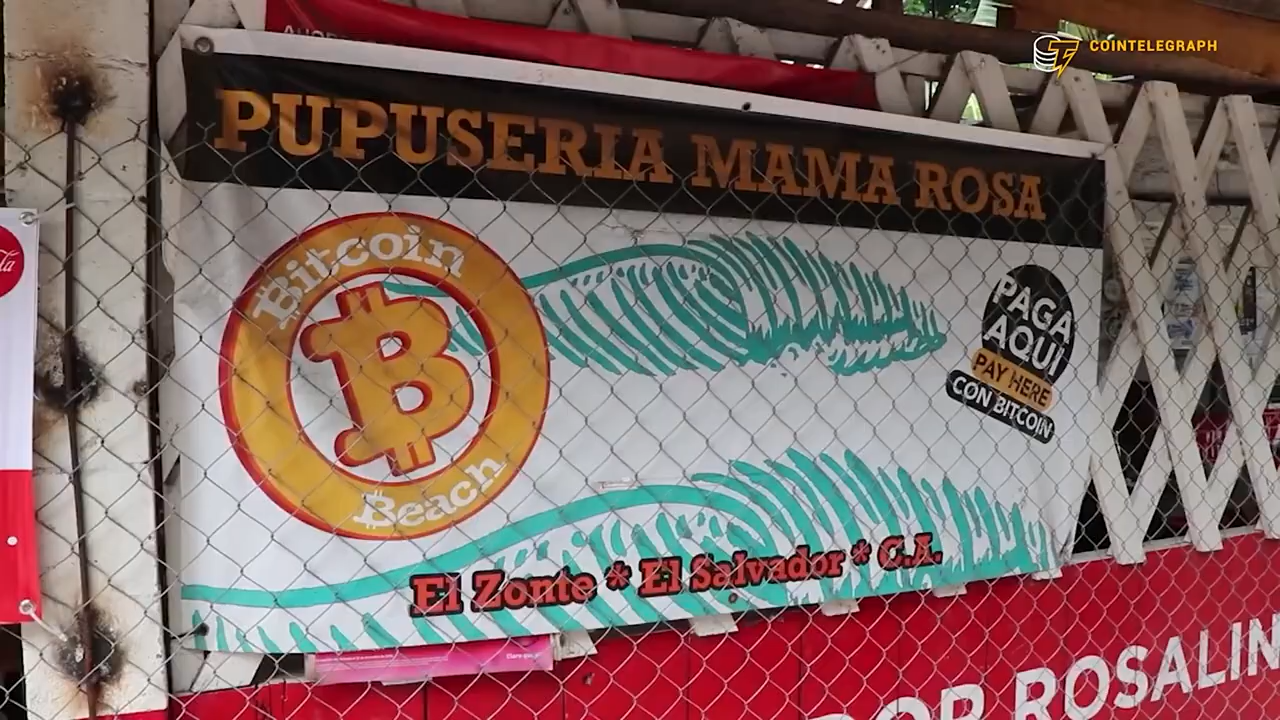 COINTELEGRAPH
PUPUSERIA MAMA ROSA
Bitcoin
Beach
PAGA
AQUI
PAY HERE
CON BITCOIN
El Zonte * El Salvador * C.A.
ROSALIN